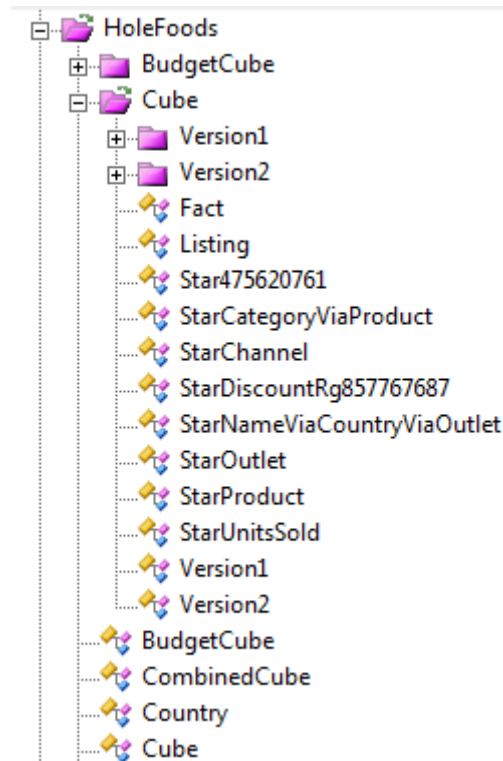 HoleFoods
BudgetCube
Cube
Version1
Version2
Fact
Listing
Star475620761
StarCategoryViaProduct
StarChannel
StarDiscountRg857767687
StarNameViaCountryViaOutlet
StarOutlet
StarProduct
StarUnitsSold
Version1
Version2
BudgetCube
CombinedCube
Country
Cube